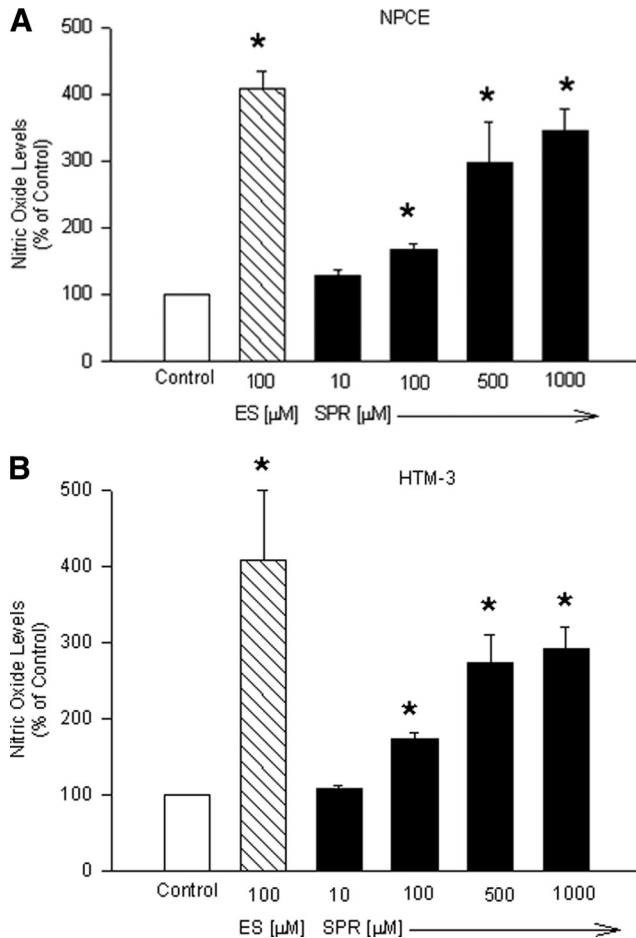 A
NPCE
500
400
300
200
100
0
Nitric Oxide Levels
(% of Control)
*
*
*
*
Control 100 10 100 500 1000
ES [µM] SPR [µM]
B
HTM-3
500
400
300
200
100
0
Nitric Oxide Levels
(% of Control)
*
*
*
*
Control 100 10 100 500 1000
ES [µM] SPR [µM]